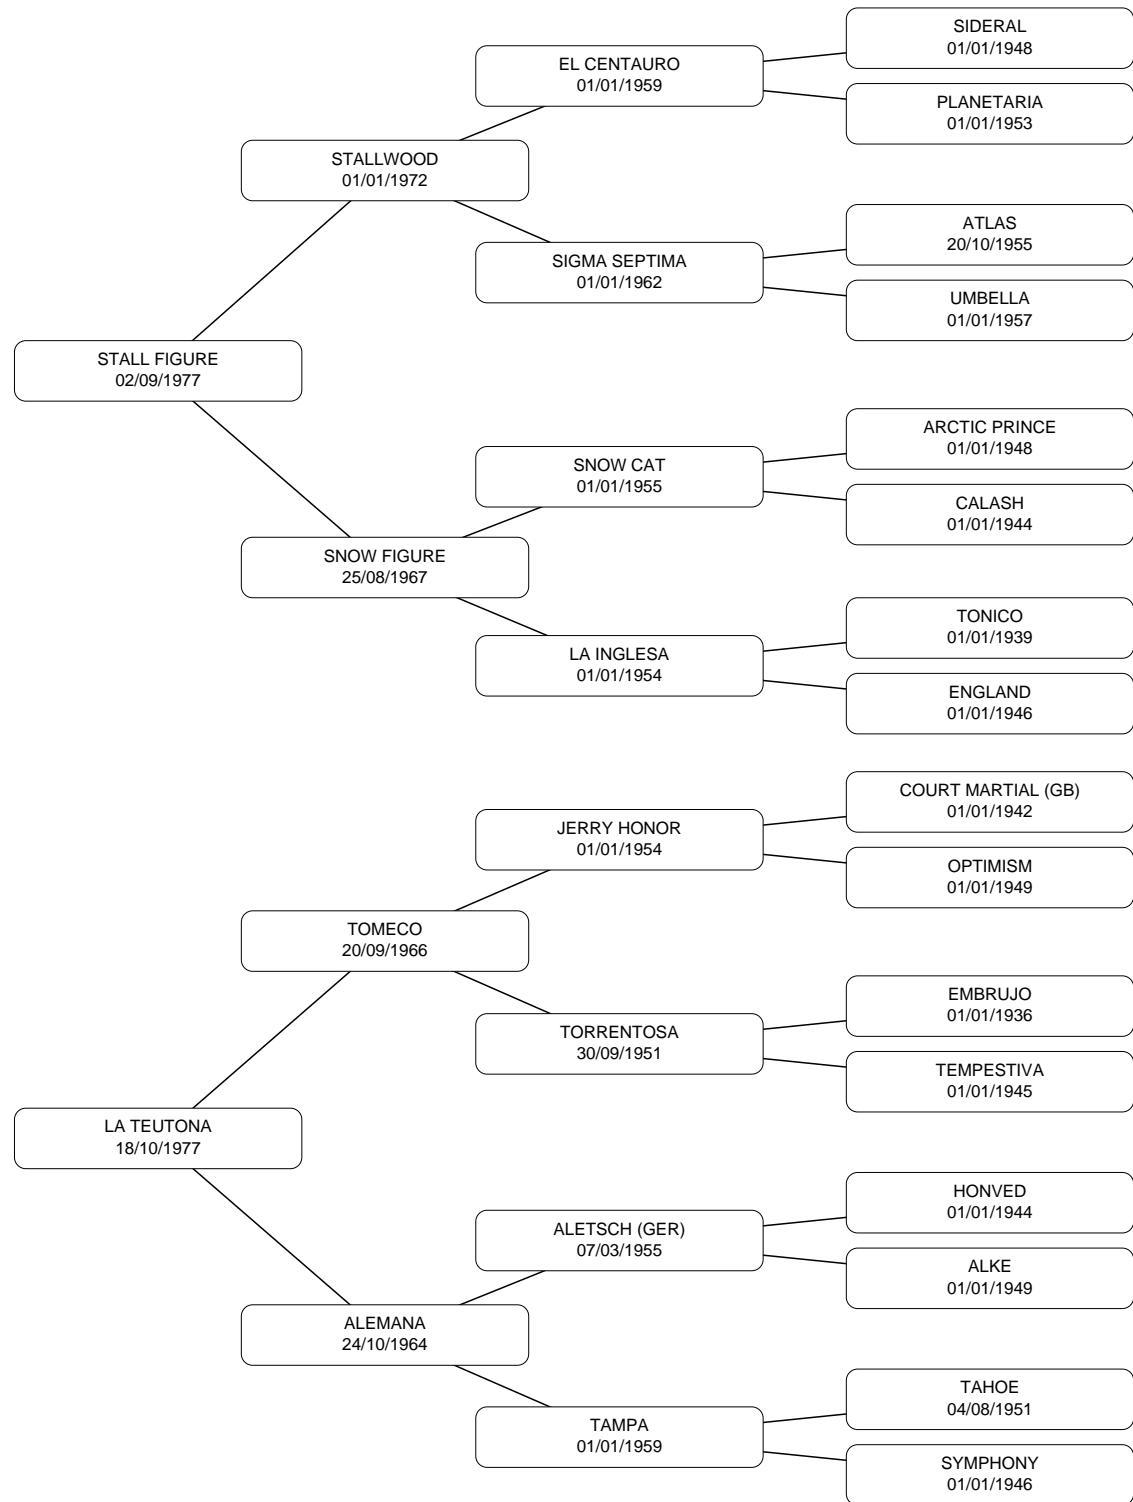 SIDERAL
01/01/1948
EL CENTAURO
01/01/1959
PLANETARIA
01/01/1953
STALLWOOD
01/01/1972
ATLAS
20/10/1955
SIGMA SEPTIMA
01/01/1962
UMBELLA
01/01/1957
STALL FIGURE
02/09/1977
ARCTIC PRINCE
01/01/1948
SNOW CAT
01/01/1955
CALASH
01/01/1944
SNOW FIGURE
25/08/1967
TONICO
01/01/1939
LA INGLESA
01/01/1954
ENGLAND
01/01/1946
COURT MARTIAL (GB)
01/01/1942
JERRY HONOR
01/01/1954
OPTIMISM
01/01/1949
TOMECO
20/09/1966
EMBRUJO
01/01/1936
TORRENTOSA
30/09/1951
TEMPESTIVA
01/01/1945
LA TEUTONA
18/10/1977
HONVED
01/01/1944
ALETSCH (GER)
07/03/1955
ALKE
01/01/1949
ALEMANA
24/10/1964
TAHOE
04/08/1951
TAMPA
01/01/1959
SYMPHONY
01/01/1946